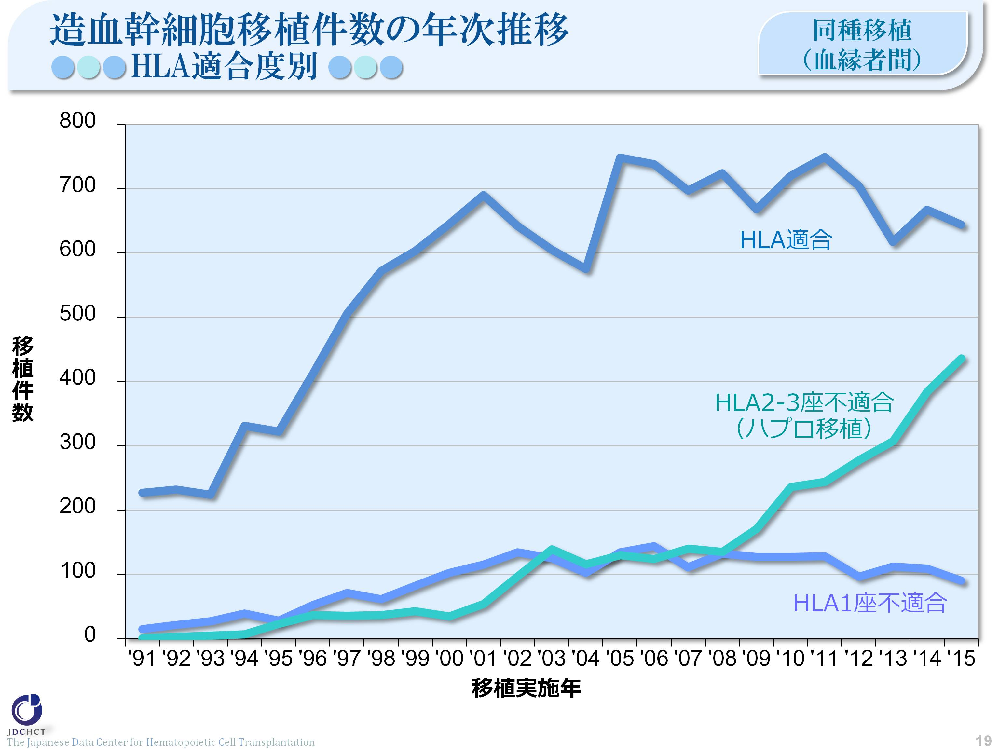 造血幹細胞移植件数の年次推移
HLA適合度別
同種移植
（血縁者間）
800
700
600
500
400
300
200
100
0
移植件数
HLA適合
HLA2-3座不適合
（ハプロ移植）
HLA1座不適合
'91 '92 '93 '94 '95 '96 '97 '98 '99 '00 '01 '02 '03 '04 '05 '06 '07 '08 '09 '10 '11 '12 '13 '14 '15
移植実施年
JDCHCT
The Japanese Data Center for Hematopoietic Cell Transplantation
19